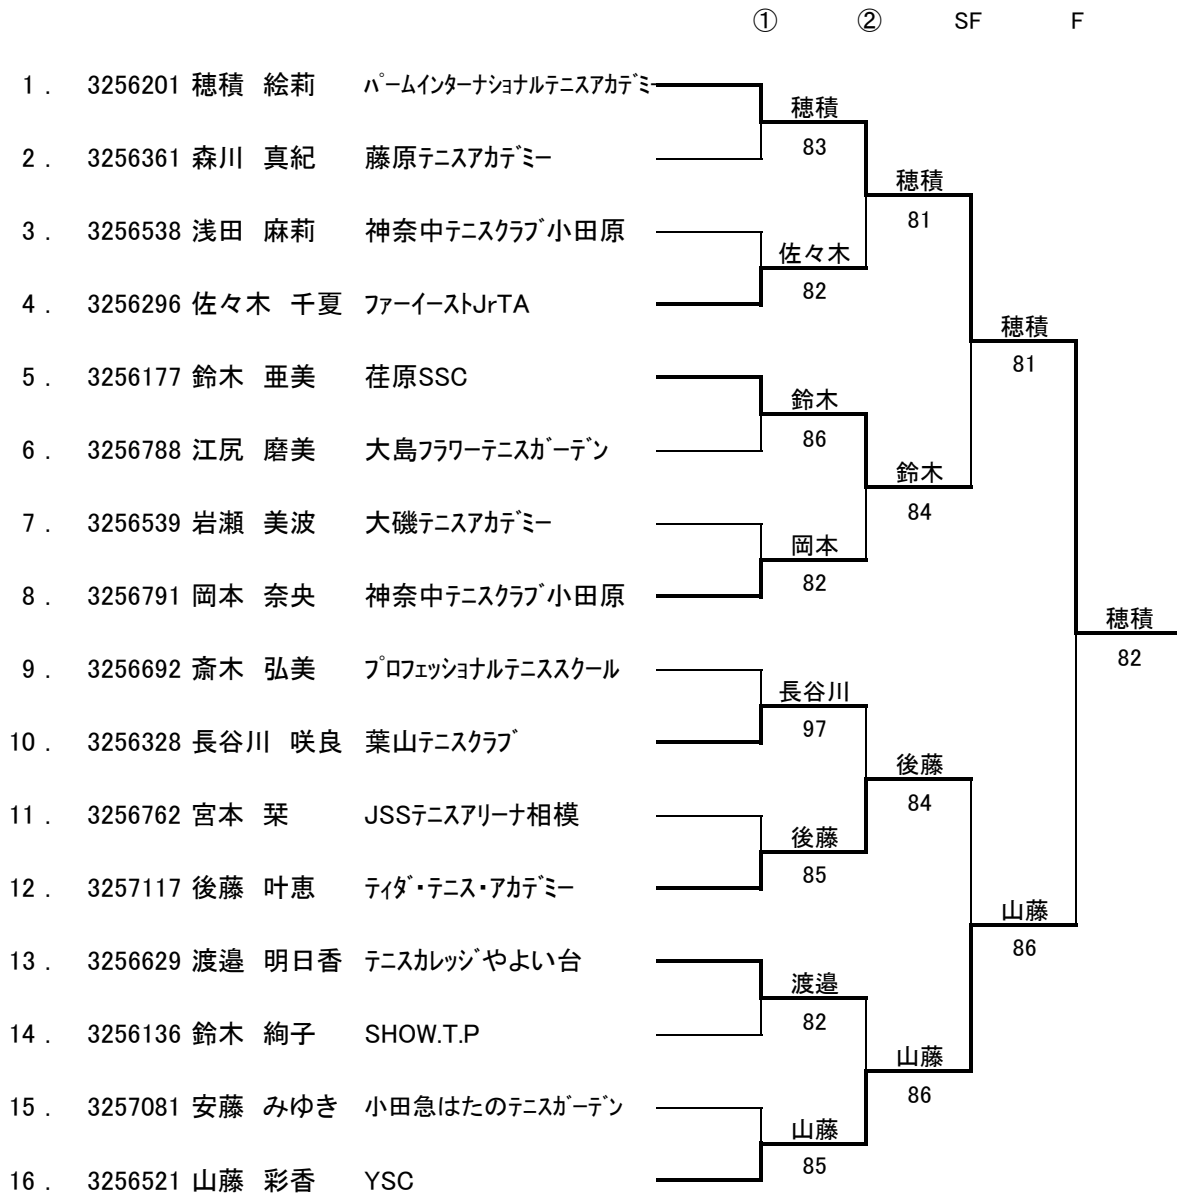 ① ② SF F
1 . 3256201 穂積 絵莉 パームインターナショナルテニスアカデミー
穂積
2 . 3256361 森川 真紀 藤原テニスアカデミー 83
穂積
3 . 3256538 浅田 麻莉 神奈中テニスクラブ小田原 81
佐々木
4 . 3256296 佐々木 千夏 ファーイーストJrTA 82
穂積
5 . 3256177 鈴木 亜美 荏原SSC 81
鈴木
6 . 3256788 江尻 磨美 大島フラワーテニスガーデン 86
鈴木
7 . 3256539 岩瀬 美波 大磯テニスアカデミー 84
岡本
8 . 3256791 岡本 奈央 神奈中テニスクラブ小田原 82
穂積
9 . 3256692 斎木 弘美 プロフェッショナルテニススクール 82
長谷川
10 . 3256328 長谷川 咲良 葉山テニスクラブ 97
後藤
11 . 3256762 宮本 栞 JSSテニスアリーナ相模 84
後藤
12 . 3257117 後藤 叶恵 ティダ・テニス・アカデミー 85
山藤
13 . 3256629 渡邉 明日香 テニスカレッジやよい台 86
渡邉
14 . 3256136 鈴木 絢子 SHOW.T.P 82
山藤
15 . 3257081 安藤 みゆき 小田急はたのテニスガーデン 86
山藤
16 . 3256521 山藤 彩香 YSC 85